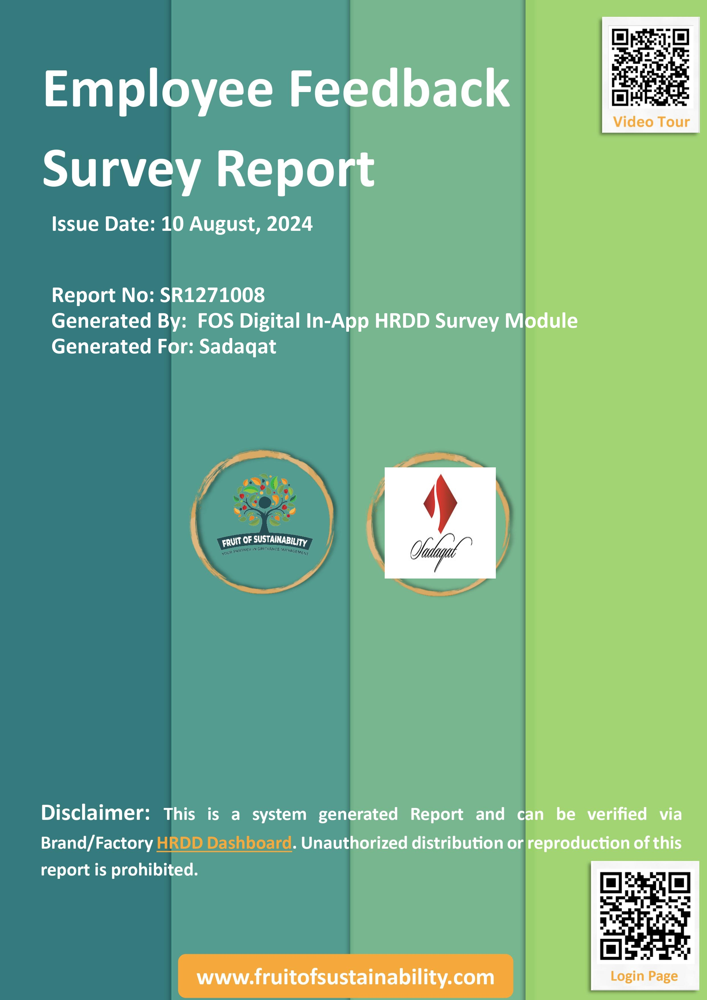 Employee Feedback
Video Tour
Survey Report
Issue Date: 10 August, 2024
Report No: SR1271008
Generated By:  FOS Digital In-App HRDD Survey Module
Generated For: Sadaqat
FRUIT OF SUSTAINABILITY
YOUR PARTNER IN GRIEVANCE MANAGEMENT
Sadaqat
Disclaimer: This is a system generated Report and can be verified via
Brand/Factory HRDD Dashboard. Unauthorized distribution or reproduction of this
report is prohibited.
Login Page
www.fruitofsustainability.com